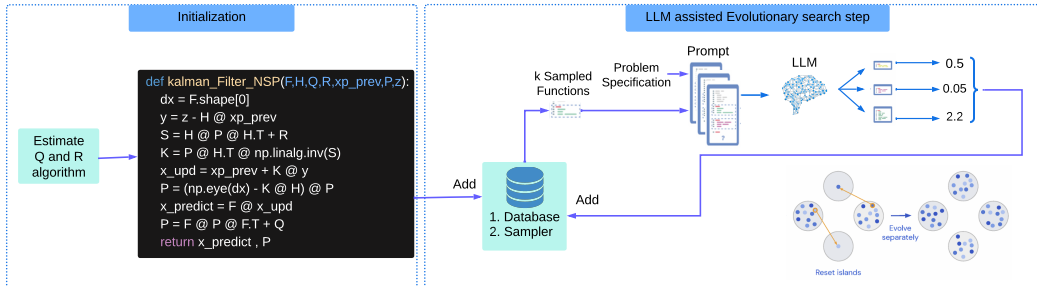 Initialization
Estimate
Q and R
algorithm
def kalman_Filter_NSP(F,H,Q,R,xp_prev,P,z):
dx = F.shape[0]
y = z - H @ xp_prev
S = H @ P @ H.T + R
K = P @ H.T @ np.linalg.inv(S)
x_upd = xp_prev + K @ y
P = (np.eye(dx) - K @ H) @ P
x_predict = F @ x_upd
P = F @ P @ F.T + Q
return x_predict , P
LLM assisted Evolutionary search step
k Sampled
Functions
Problem
Specification
Prompt
LLM
0.5
0.05
2.2
Add
Add
1. Database
2. Sampler
Evolve
separately
Reset islands